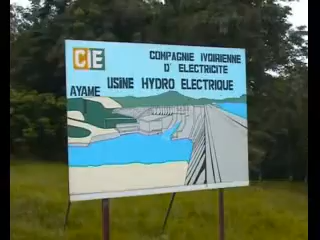 CIE
COMPAGNIE IVOIRIENNE
D' ELECTRICITE
USINE HYDRO ELECTRIQUE
AYAME